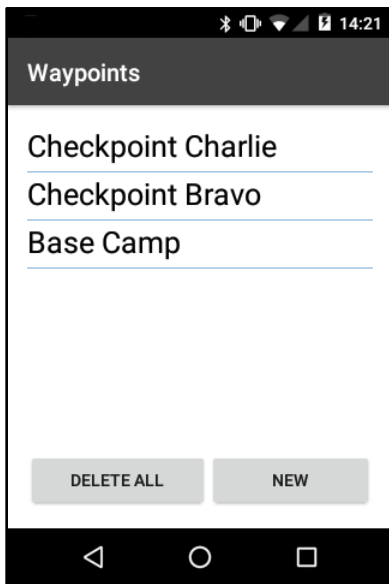 14:21
Waypoints
Checkpoint Charlie
Checkpoint Bravo
Base Camp
DELETE ALL NEW